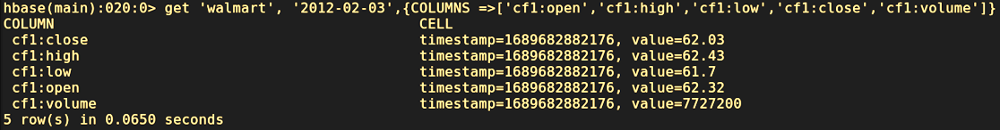 hbase(main):020:0> get 'walmart', '2012-02-03',{COLUMNS =>['cf1:open','cf1:high','cf1:low','cf1:close','cf1:volume']}
COLUMN CELL
cf1:close timestamp=1689682882176, value=62.03
cf1:high timestamp=1689682882176, value=62.43
cf1:low timestamp=1689682882176, value=61.7
cf1:open timestamp=1689682882176, value=62.32
cf1:volume timestamp=1689682882176, value=7727200
5 row(s) in 0.0650 seconds